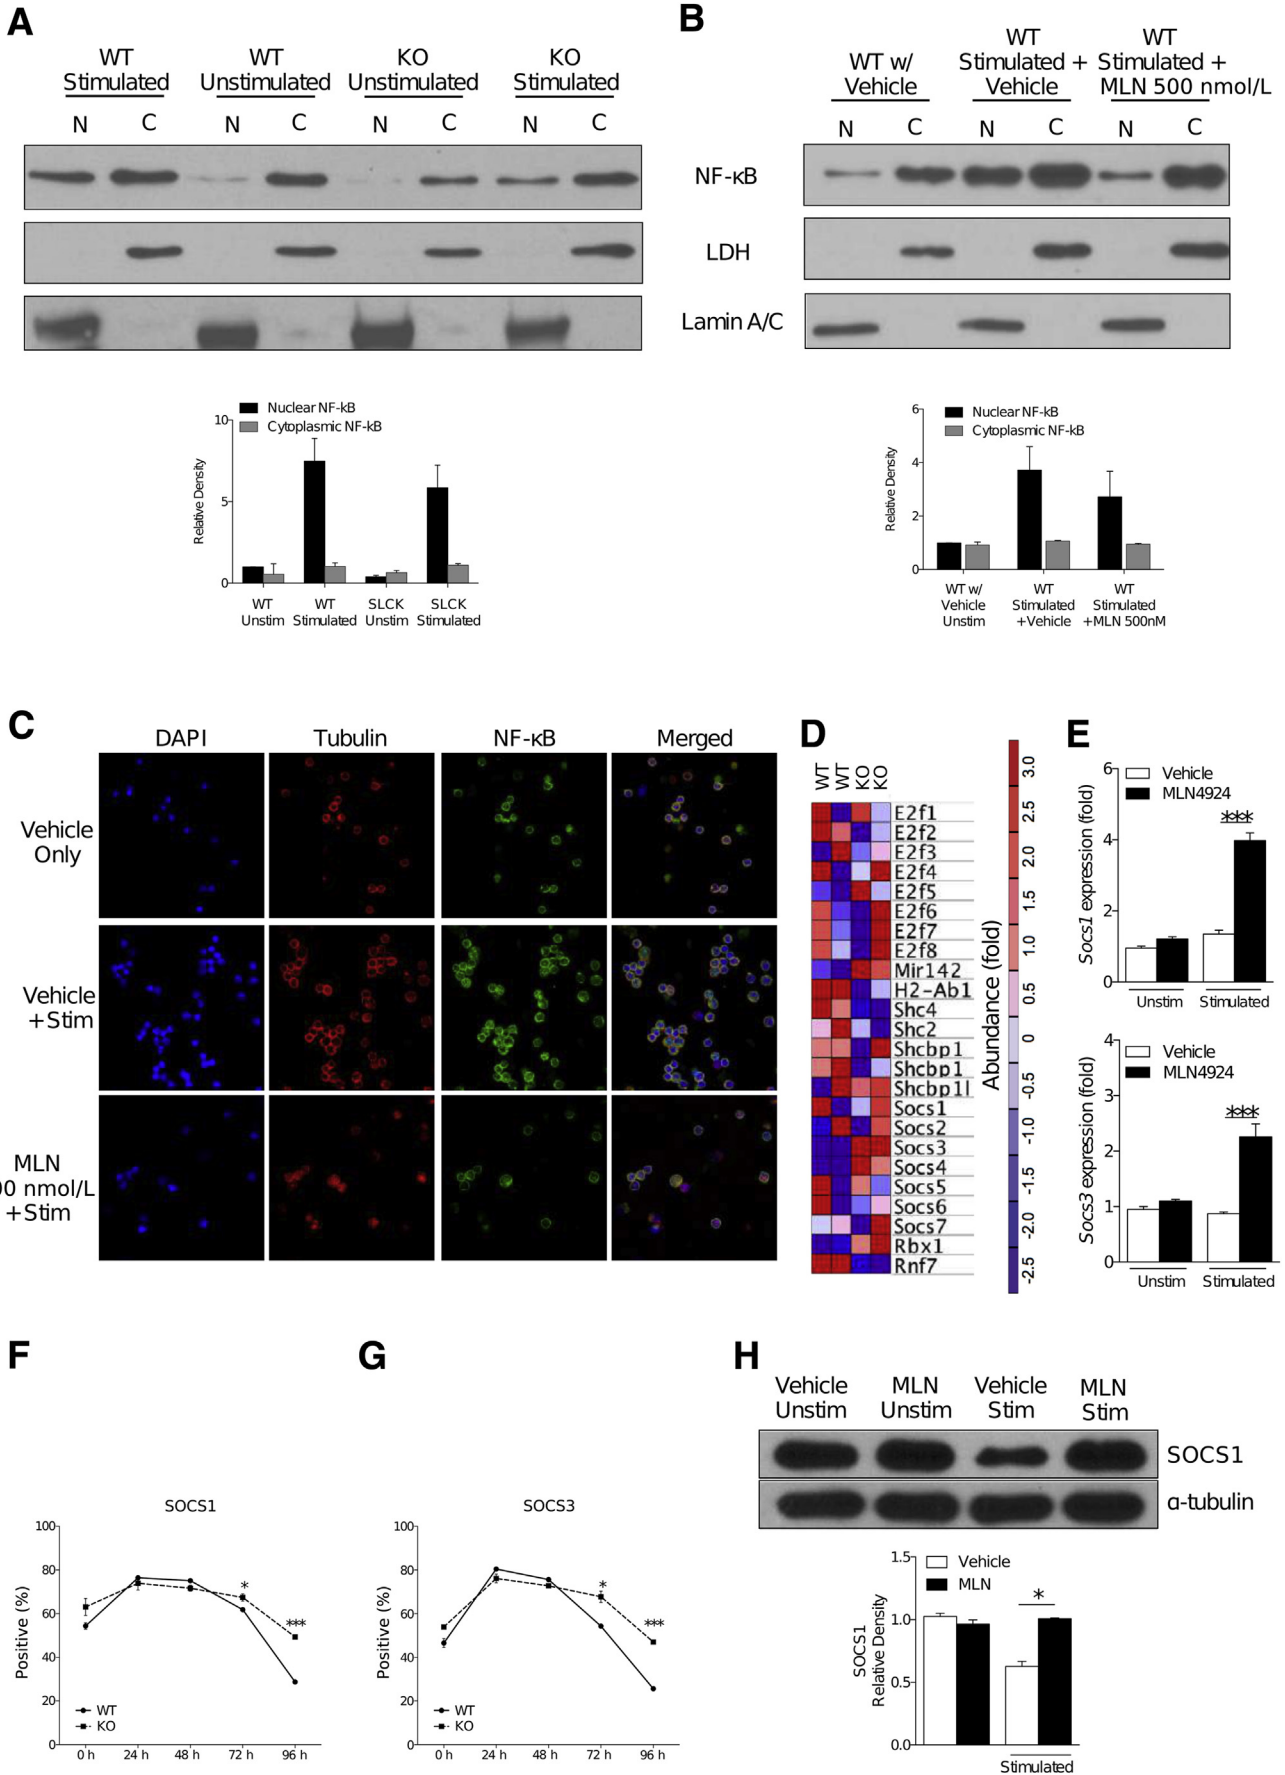 A
WT
Stimulated
WT
Unstimulated
KO
Unstimulated
KO
Stimulated
N C N C N C N C
10
5
0
Relative Density
Nuclear NF-kB
Cytoplasmic NF-kB
WT
Unstim
WT
Stimulated
SLCK
Unstim
SLCK
Stimulated
B
WT w/
Vehicle
WT
Stimulated +
Vehicle
WT
Stimulated +
MLN 500 nmol/L
N C N C N C
NF-κB
LDH
Lamin A/C
6
4
2
0
Relative Density
Nuclear NF-kB
Cytoplasmic NF-kB
WT w/
Vehicle
Unstim
WT
Stimulated
+Vehicle
WT
Stimulated
+MLN 500nM
C
DAPI Tubulin NF-κB Merged
Vehicle
Only
Vehicle
+Stim
MLN
00 nmol/L
+Stim
D
WT WT KO KO
E2f1
E2f2
E2f3
E2f4
E2f5
E2f6
E2f7
E2f8
Mir142
H2-Ab1
Shc4
Shc2
Shcbp1
Shcbp1
Shcbp1l
Socs1
Socs2
Socs3
Socs4
Socs5
Socs6
Socs7
Rbx1
Rnf7
Abundance (fold)
3.0
2.5
2.0
1.5
1.0
0.5
0
-0.5
-1.0
-1.5
-2.0
-2.5
E
Socs1 expression (fold)
6
4
2
0
Vehicle
MLN4924
***
Unstim Stimulated
Socs3 expression (fold)
4
3
2
1
0
Vehicle
MLN4924
***
Unstim Stimulated
F
SOCS1
Positive (%)
100
80
60
40
20
0
*
***
WT
KO
0 h 24 h 48 h 72 h 96 h
G
SOCS3
Positive (%)
100
80
60
40
20
0
*
***
WT
KO
0 h 24 h 48 h 72 h 96 h
H
Vehicle
Unstim
MLN
Unstim
Vehicle
Stim
MLN
Stim
SOCS1
α-tubulin
SOCS1
Relative Density
1.5
1.0
0.5
0.0
Vehicle
MLN
*
Stimulated